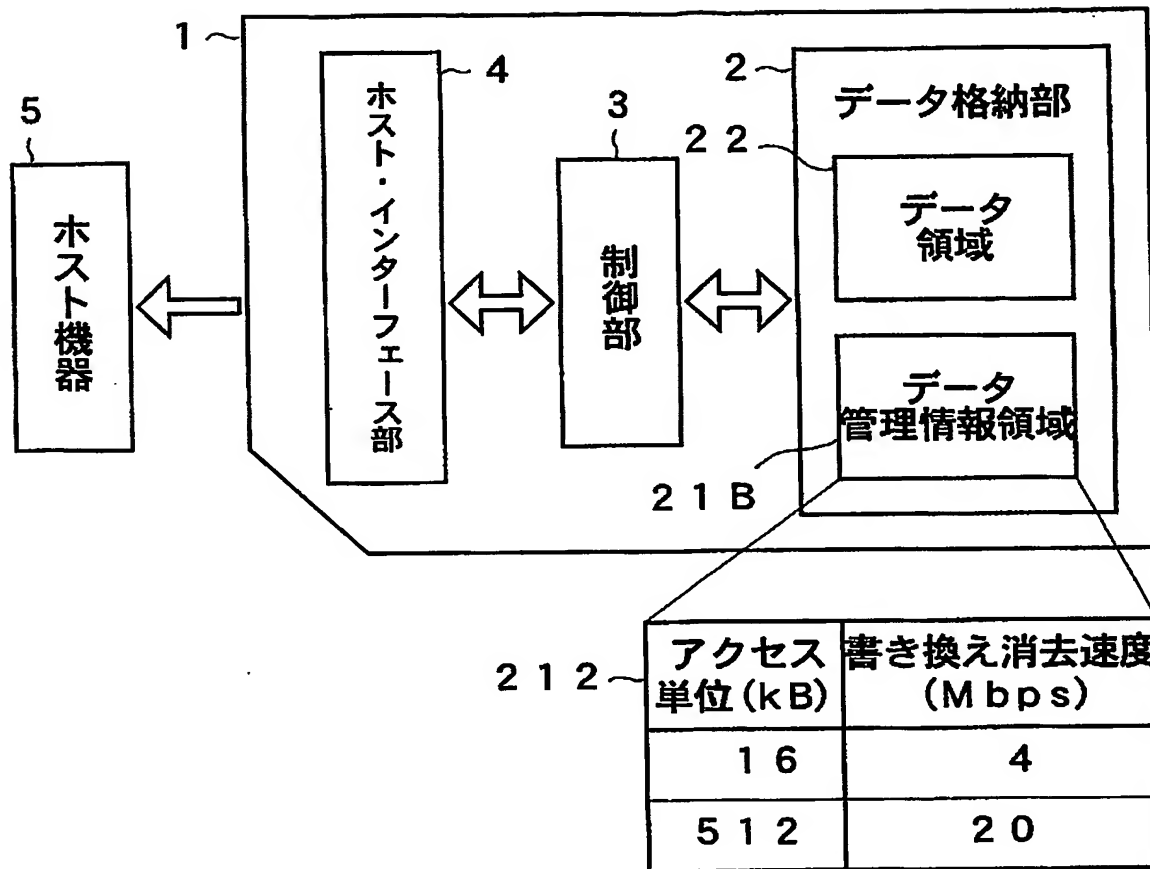 1
4
2
データ格納部
5
3
22
ホスト・インターフェース部
データ
領域
ホスト機器
制御部
データ
管理情報領域
21B
212
アクセス
単位(kB)
書き換え消去速度
(Mbps)
16
4
512
20